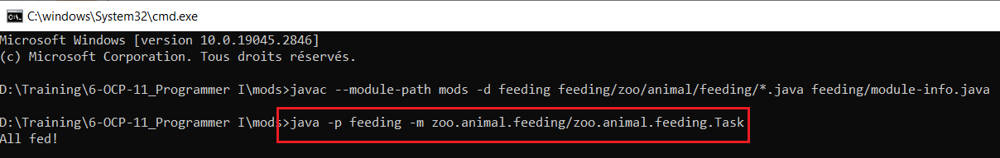 C:\windows\System32\cmd.exe
Microsoft Windows [version 10.0.19045.2846]
(c) Microsoft Corporation. Tous droits réservés.
D:\Training\6-OCP-11_Programmer I\mods>javac --module-path mods -d feeding feeding/zoo/animal/feeding/*.java feeding/module-info.java
D:\Training\6-OCP-11_Programmer I\mods>java -p feeding -m zoo.animal.feeding/zoo.animal.feeding.Task
All fed!